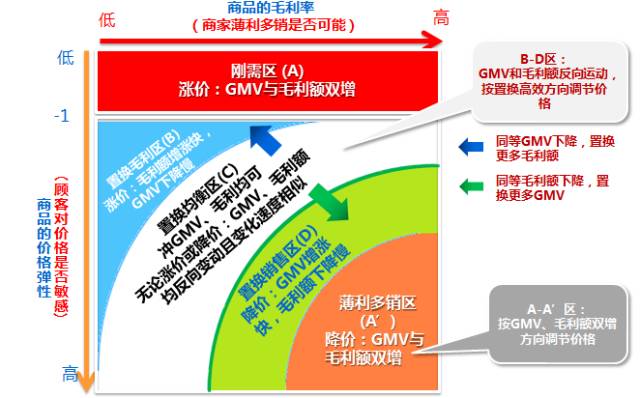 商品的毛利率
（商家薄利多销是否可能）
低
高
低
-1
高
商品的价格弹性
（顾客对价格是否敏感）
刚需区 (A)
涨价：GMV与毛利额双增
置换毛利区(B)
涨价：毛利额增涨快，
GMV下降慢
置换均衡区(C)
冲GMV、毛利均可
无论涨价或降价：GMV、毛利额
均反向变动且变化速度相似
置换销售区(D)
降价：GMV增涨
快，毛利额下降慢
薄利多销区
(A’)
降价：GMV与
毛利额双增
B-D区：
GMV和毛利额反向运动，
按置换高效方向调节价
格
同等GMV下降，置换
更多毛利额
同等毛利额下降，置
换更多GMV
A-A’区：
按GMV、毛利额双增
方向调节价格